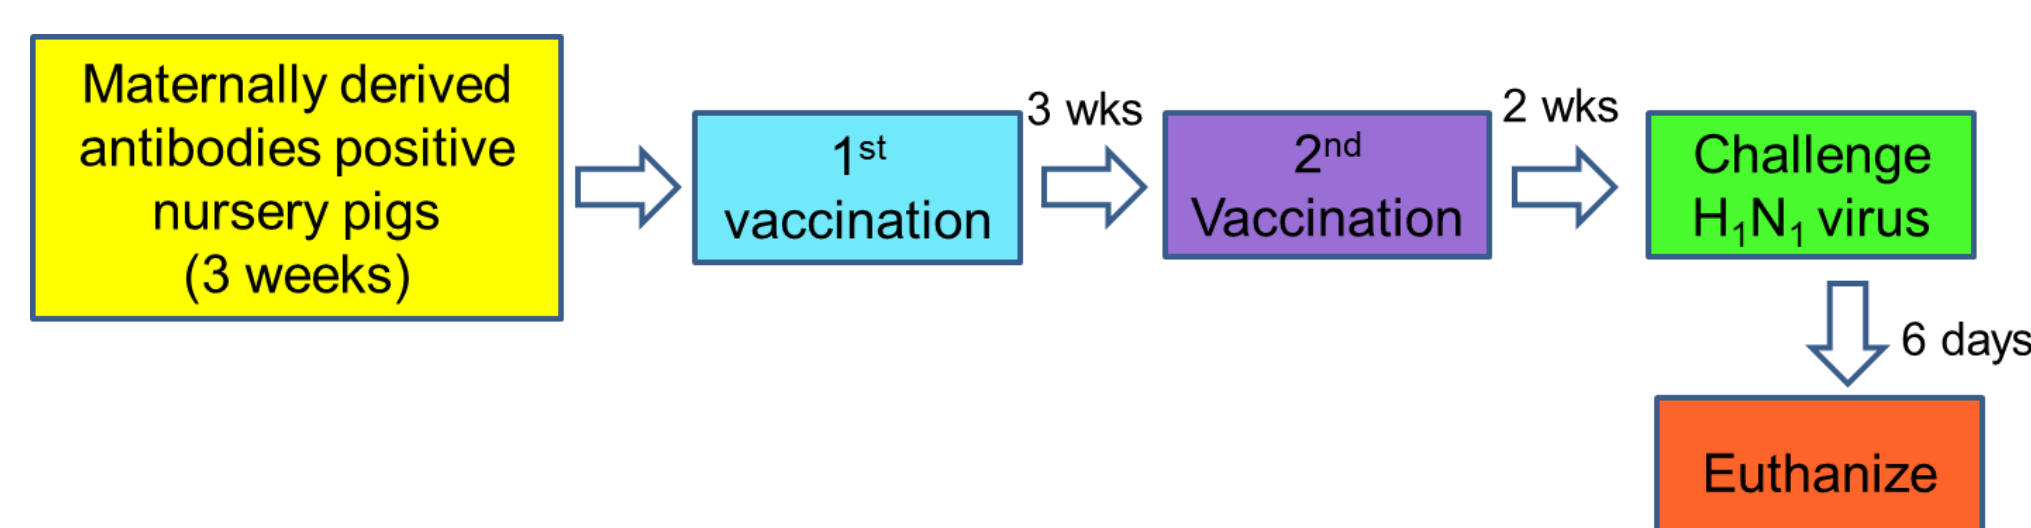 Maternally derived
antibodies positive
nursery pigs
(3 weeks)
1st
vaccination
3 wks
2nd
Vaccination
2 wks
Challenge
H₁N₁ virus
6 days
Euthanize